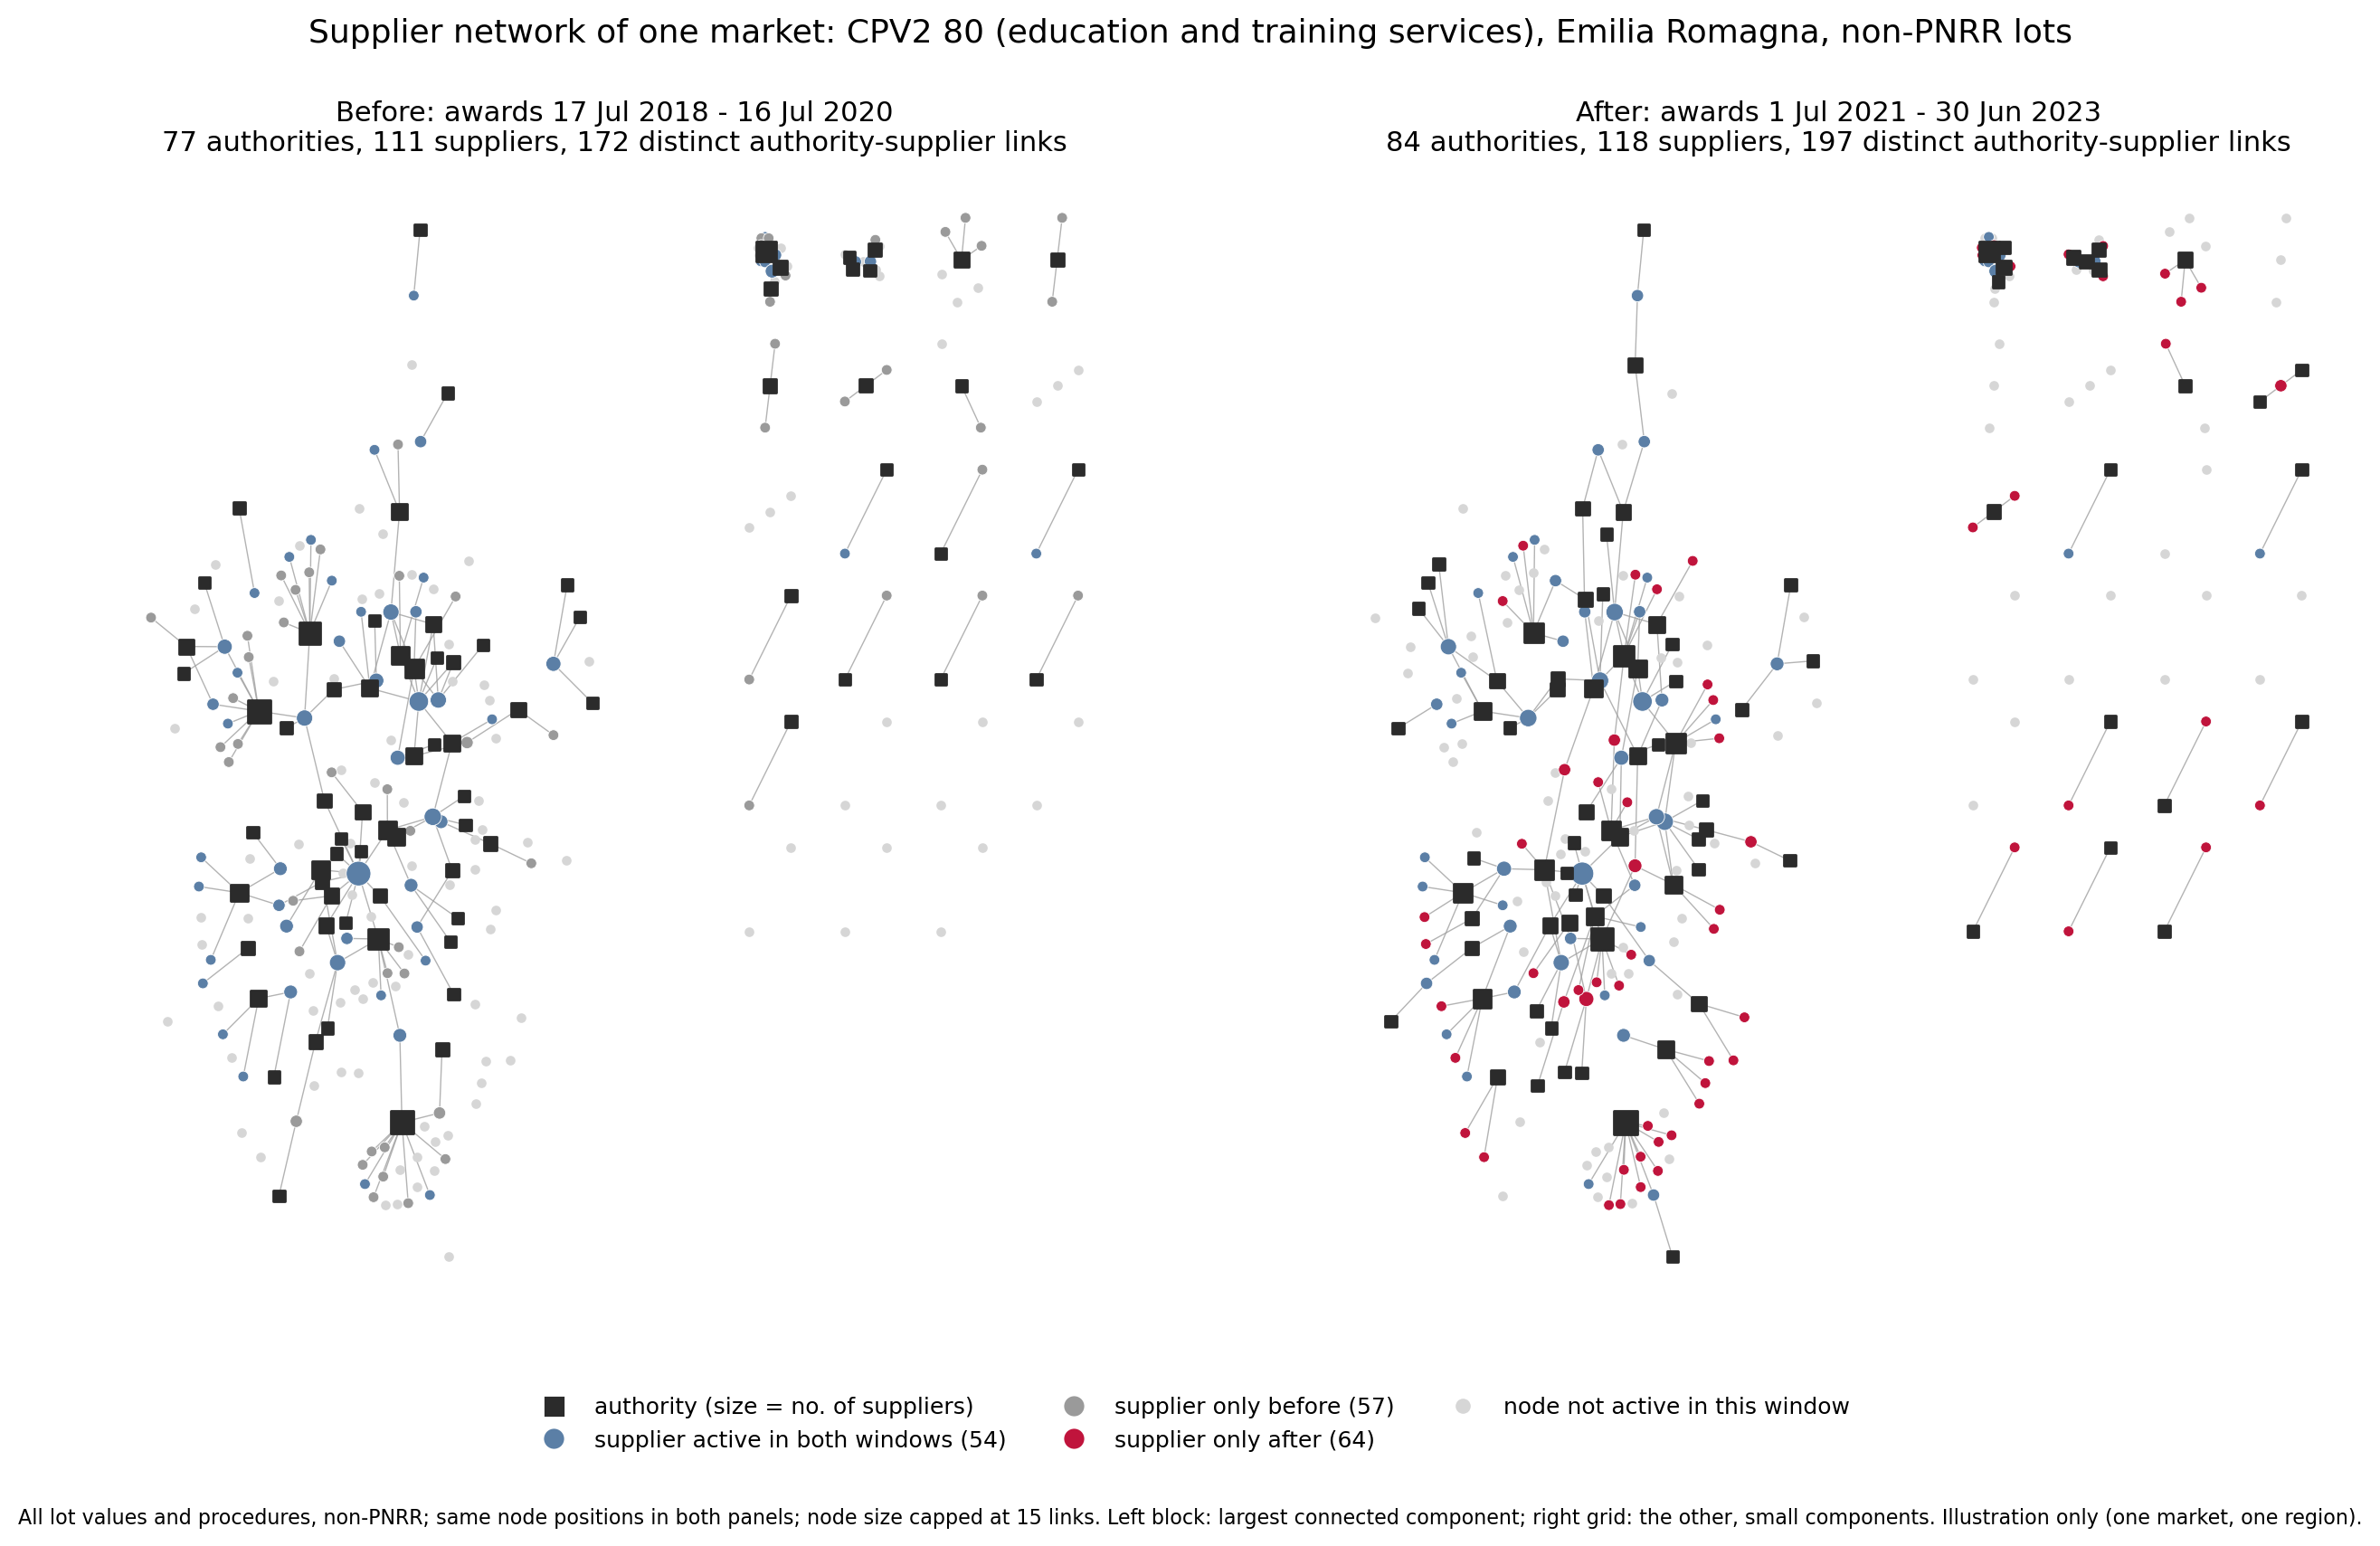 Supplier network of one market: CPV2 80 (education and training services), Emilia Romagna, non-PNRR lots
Before: awards 17 Jul 2018 - 16 Jul 2020
77 authorities, 111 suppliers, 172 distinct authority-supplier links
After: awards 1 Jul 2021 - 30 Jun 2023
84 authorities, 118 suppliers, 197 distinct authority-supplier links
authority (size = no. of suppliers)
supplier active in both windows (54)
supplier only before (57)
supplier only after (64)
node not active in this window
All lot values and procedures, non-PNRR; same node positions in both panels; node size capped at 15 links. Left block: largest connected component; right grid: the other, small components. Illustration only (one market, one region).